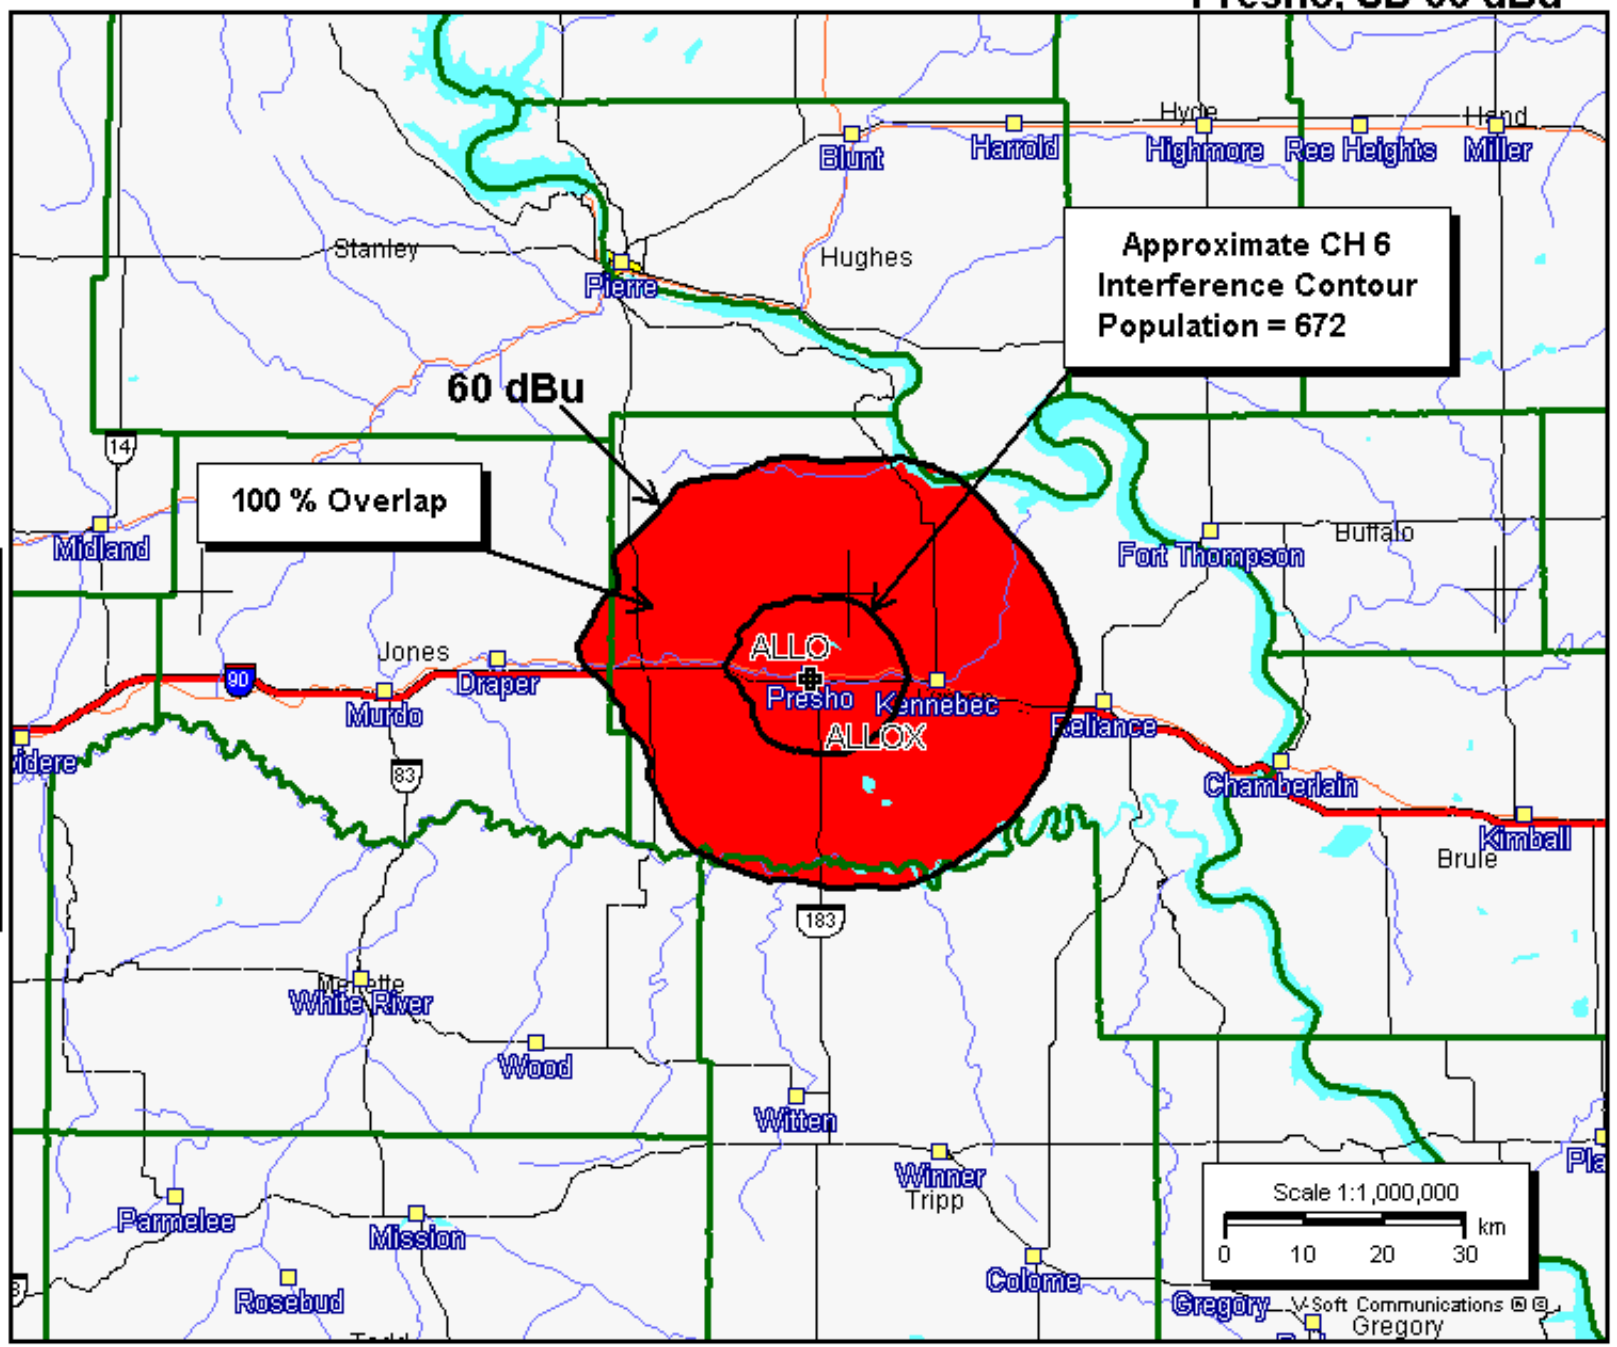 Presho, SD 60 dBu
Hyde
Hand
Blunt
Harrold
Highmore
Ree Heights
Miller
Stanley
Hughes
Approximate CH 6
Interference Contour
Population = 672
Pierre
60 dBu
14
100 % Overlap
Midland
Fort Thompson
Buffalo
Jones
90
Draper
Murdo
ALLO
Presho
Kennebec
ALLOX
Reliance
videre
83
Chamberlain
Kimball
Brule
183
Mellette
White River
Wood
Witten
Winner
Tripp
Pla
Parmelee
Mission
Scale 1:1,000,000
km
0 10 20 30
Colome
Rosebud
Gregory
V-Soft Communications ® ©
Gregory